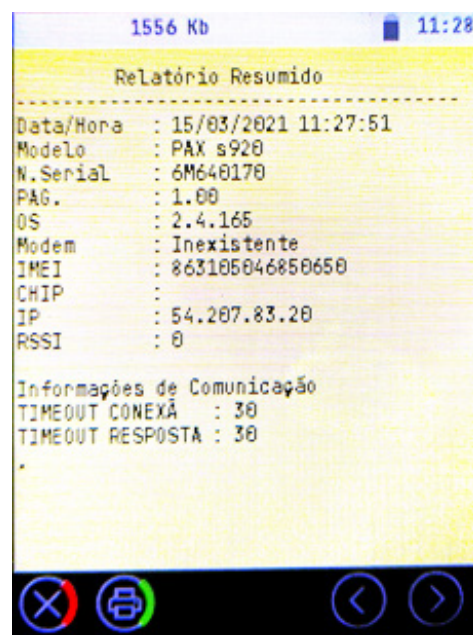 1556 Kb 11:28
Relatório Resumido
Data/Hora : 15/03/2021 11:27:51
Modelo : PAX s920
N.Serial : 6M640170
PAG. : 1.00
OS : 2.4.165
Modem : Inexistente
IMEI : 863105046850650
CHIP :
IP : 54.207.83.20
RSSI : 0
Informações de Comunicação
TIMEOUT CONEXÃ : 30
TIMEOUT RESPOSTA : 30
.